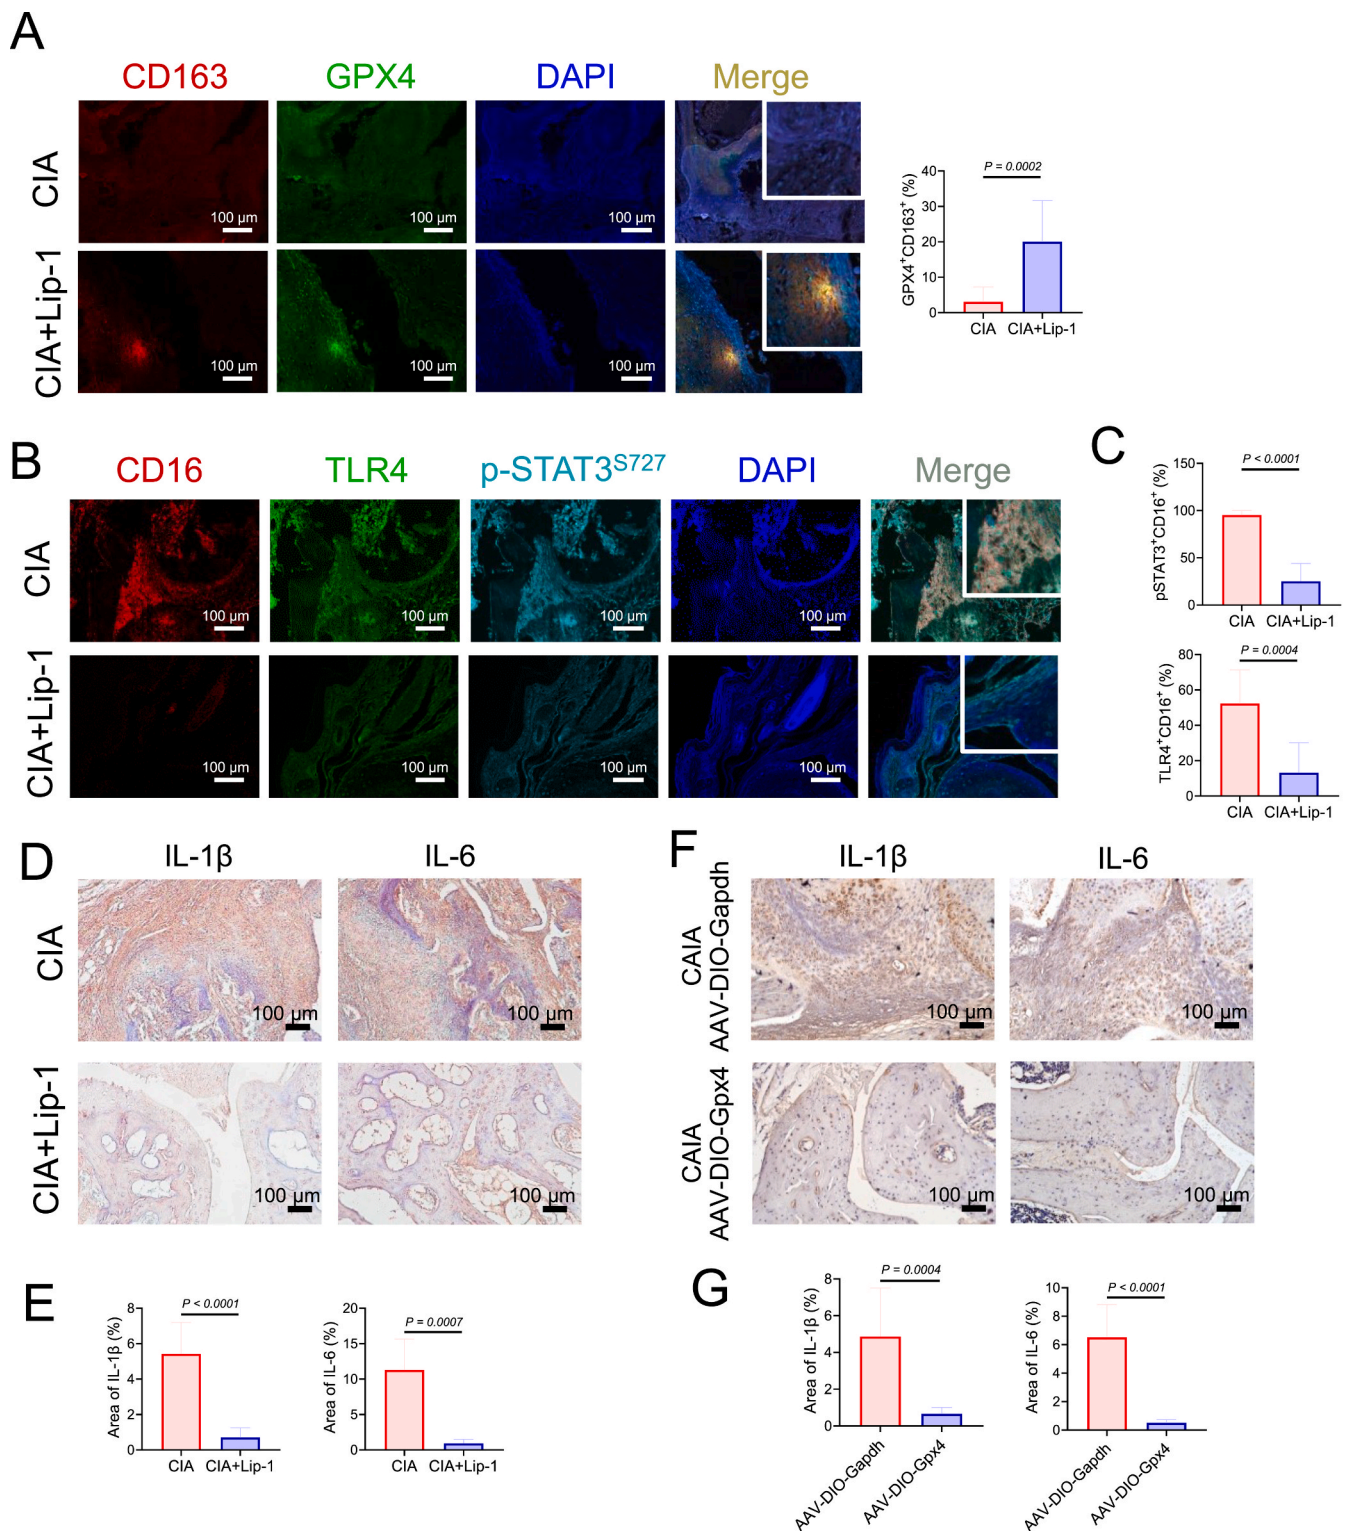 A
CD163 GPX4 DAPI Merge
CIA
100 µm 100 µm 100 µm
CIA+Lip-1
100 µm 100 µm 100 µm
GPX4⁺CD163⁺ (%)
40
30
20
10
0
P = 0.0002
CIA CIA+Lip-1
B
CD16 TLR4 p-STAT3S727 DAPI Merge
CIA
100 µm 100 µm 100 µm 100 µm
CIA+Lip-1
100 µm 100 µm 100 µm 100 µm
C
pSTAT3⁺CD16⁺ (%)
150
100
50
0
P < 0.0001
CIA CIA+Lip-1
TLR4⁺CD16⁺ (%)
80
60
40
20
0
P = 0.0004
CIA CIA+Lip-1
D
IL-1β IL-6
CIA
100 µm 100 µm
CIA+Lip-1
100 µm 100 µm
F
IL-1β IL-6
CAIA
AAV-DIO-Gapdh
100 µm 100 µm
CAIA
AAV-DIO-Gpx4
100 µm 100 µm
E
Area of IL-1β (%)
8
6
4
2
0
P < 0.0001
CIA CIA+Lip-1
Area of IL-6 (%)
20
15
10
5
0
P = 0.0007
CIA CIA+Lip-1
G
Area of IL-1β (%)
8
6
4
2
0
P = 0.0004
AAV-DIO-Gapdh AAV-DIO-Gpx4
Area of IL-6 (%)
10
8
6
4
2
0
P < 0.0001
AAV-DIO-Gapdh AAV-DIO-Gpx4